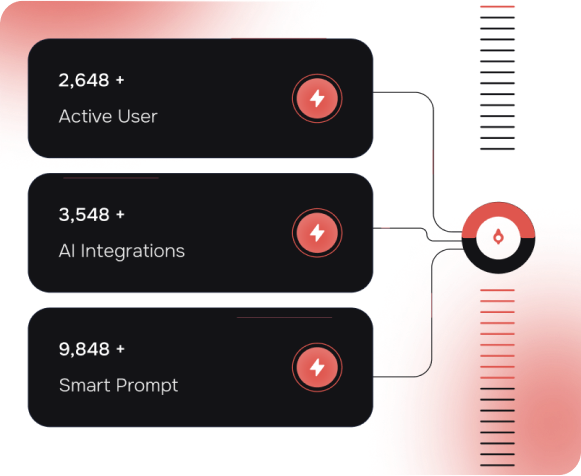 2,648 +
Active User
3,548 +
AI Integrations
9,848 +
Smart Prompt